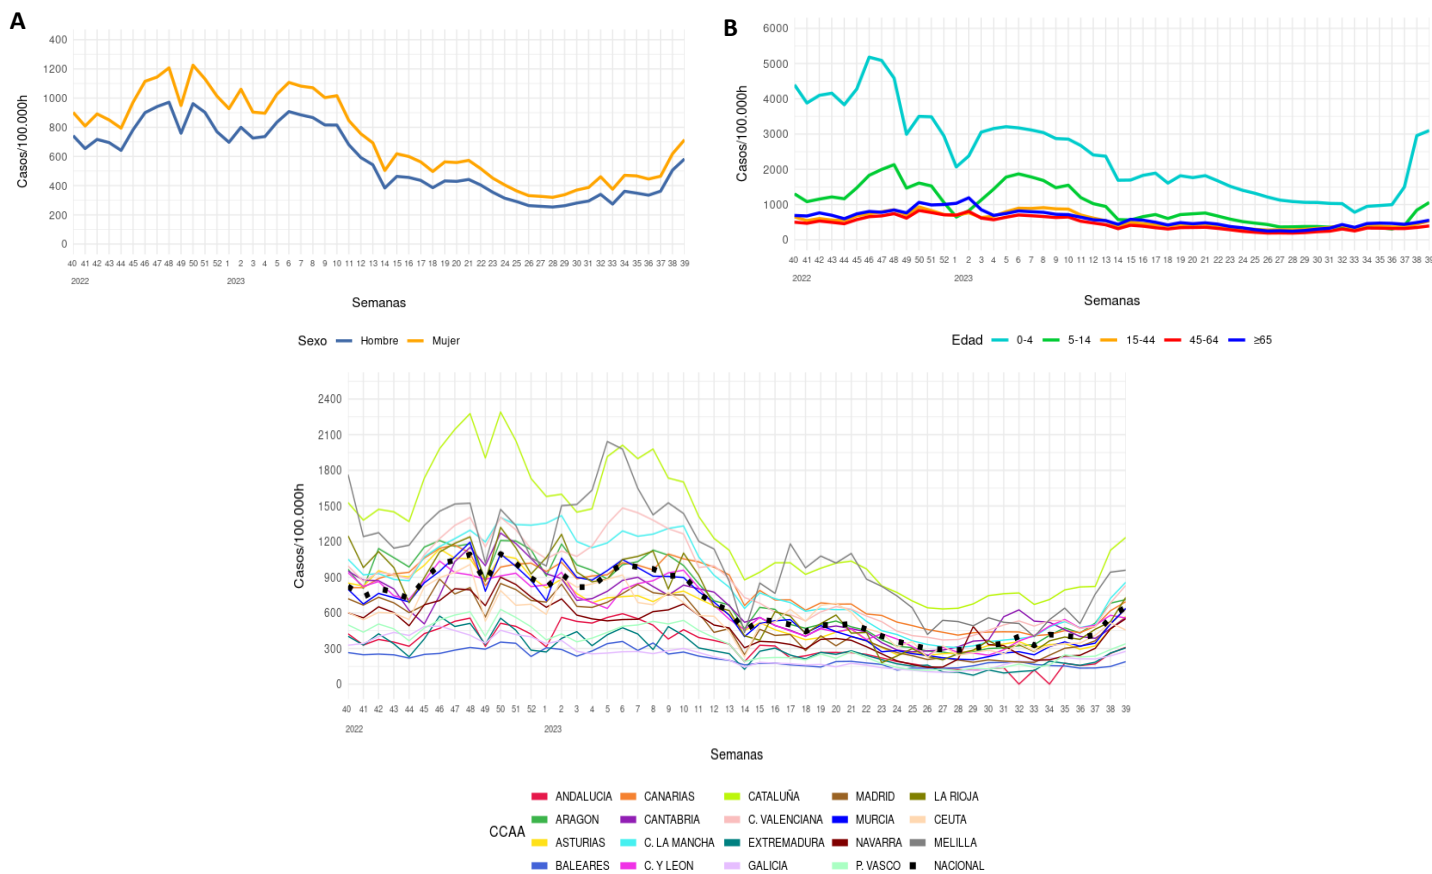 A
400
1200
1000
800
600
400
200
0
Casos/100.000h
40 41 42 43 44 45 46 47 48 49 50 51 52 1 2 3 4 5 6 7 8 9 10 11 12 13 14 15 16 17 18 19 20 21 22 23 24 25 26 27 28 29 30 31 32 33 34 35 36 37 38 39
2022 2023
Semanas
Sexo Hombre Mujer
B
6000
5000
4000
3000
2000
1000
0
Casos/100.000h
40 41 42 43 44 45 46 47 48 49 50 51 52 1 2 3 4 5 6 7 8 9 10 11 12 13 14 15 16 17 18 19 20 21 22 23 24 25 26 27 28 29 30 31 32 33 34 35 36 37 38 39
2022 2023
Semanas
Edad 0-4 5-14 15-44 45-64 ≥65
2400
2100
1800
1500
1200
900
600
300
0
Casos/100.000h
40 41 42 43 44 45 46 47 48 49 50 51 52 1 2 3 4 5 6 7 8 9 10 11 12 13 14 15 16 17 18 19 20 21 22 23 24 25 26 27 28 29 30 31 32 33 34 35 36 37 38 39
2022 2023
Semanas
CCAA
ANDALUCIA CANARIAS CATALUÑA MADRID LA RIOJA
ARAGON CANTABRIA C. VALENCIANA MURCIA CEUTA
ASTURIAS C. LA MANCHA EXTREMADURA NAVARRA MELILLA
BALEARES C. Y LEON GALICIA P. VASCO NACIONAL